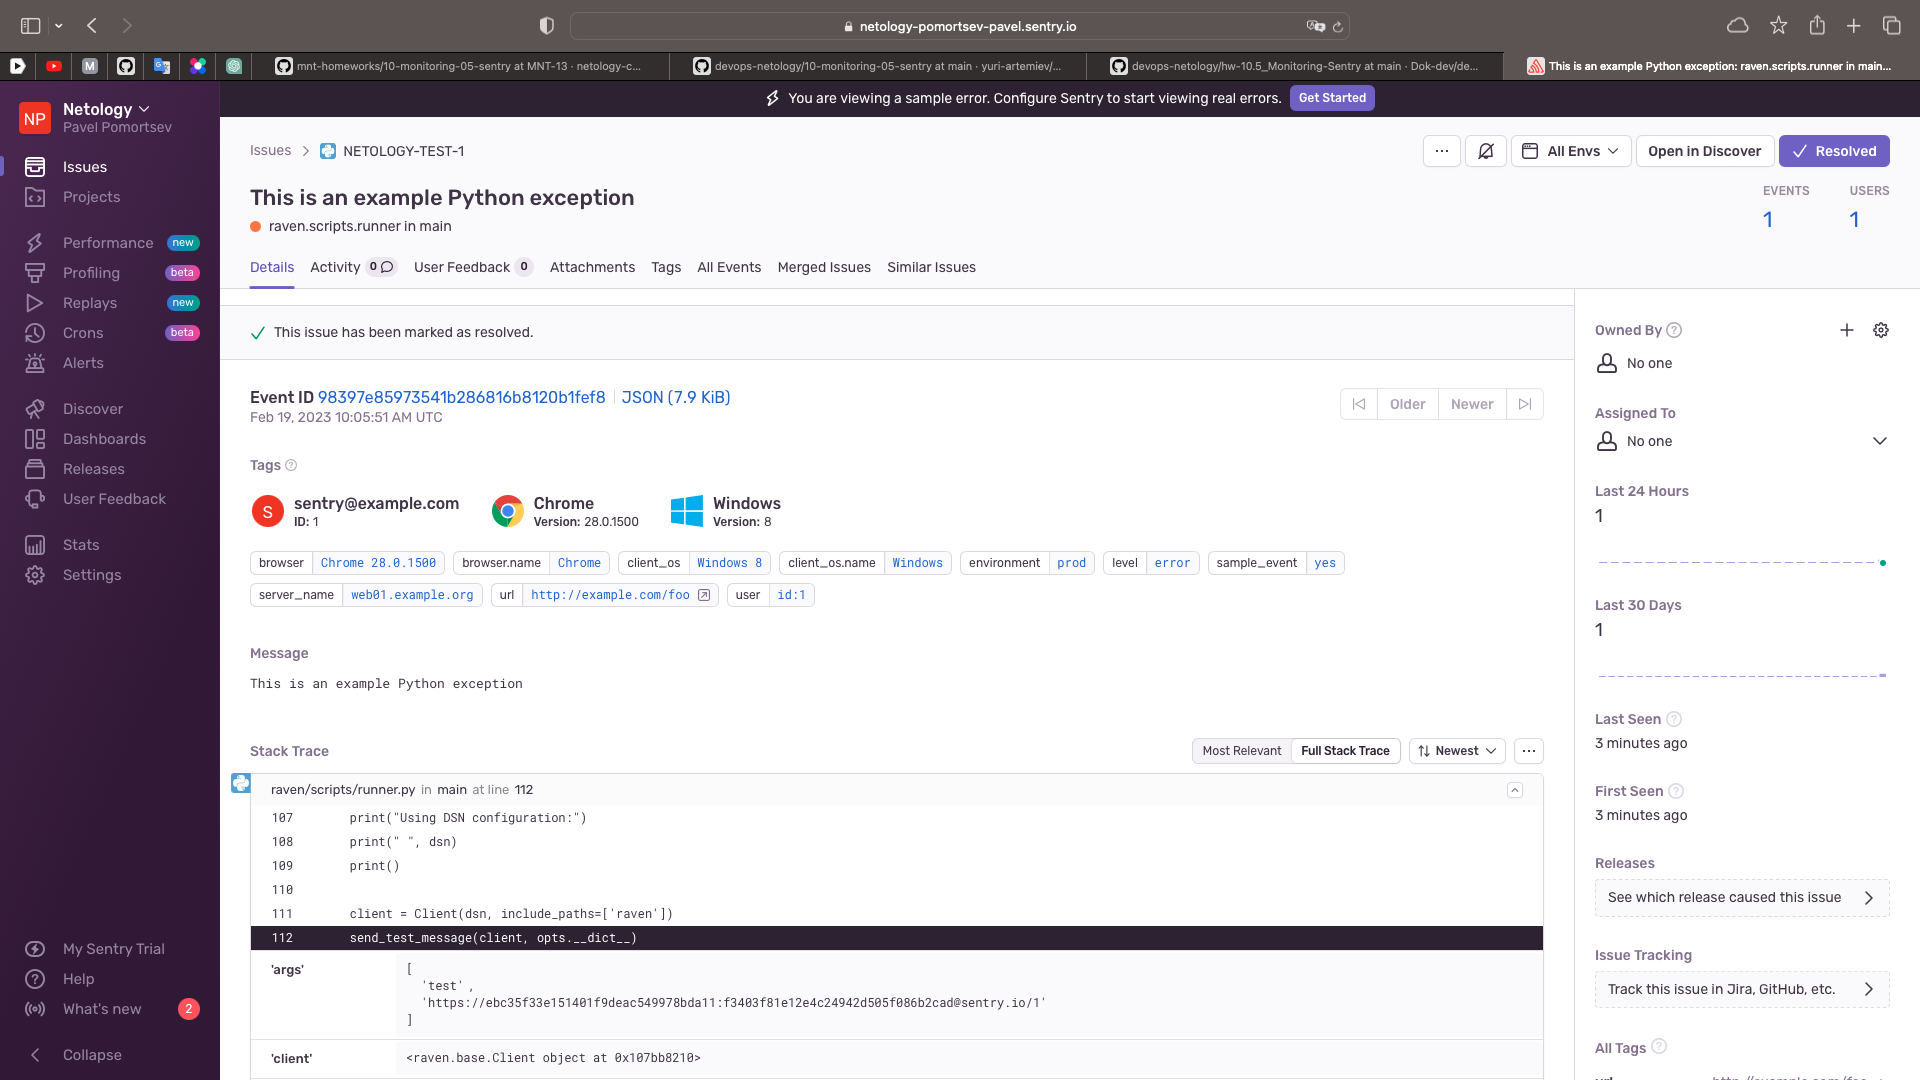 netology-pomortsev-pavel.sentry.io
M
mnt-homeworks/10-monitoring-05-sentry at MNT-13 · netology-c...
devops-netology/10-monitoring-05-sentry at main · yuri-artemiev/...
devops-netology/hw-10.5_Monitoring-Sentry at main · Dok-dev/de...
This is an example Python exception: raven.scripts.runner in main...
NP
Netology
Pavel Pomortsev
Issues
Projects
Performance new
Profiling beta
Replays new
Crons beta
Alerts
Discover
Dashboards
Releases
User Feedback
Stats
Settings
My Sentry Trial
Help
What's new 2
Collapse
You are viewing a sample error. Configure Sentry to start viewing real errors. Get Started
Issues NETOLOGY-TEST-1
All Envs Open in Discover Resolved
This is an example Python exception
raven.scripts.runner in main
EVENTS USERS
1 1
Details Activity 0 User Feedback 0 Attachments Tags All Events Merged Issues Similar Issues
This issue has been marked as resolved.
Event ID 98397e85973541b286816b8120b1fef8 JSON (7.9 KiB)
Feb 19, 2023 10:05:51 AM UTC
Older Newer
Tags ?
S sentry@example.com
ID: 1
Chrome
Version: 28.0.1500
Windows
Version: 8
browser Chrome 28.0.1500 browser.name Chrome client_os Windows 8 client_os.name Windows environment prod level error sample_event yes
server_name web01.example.org url http://example.com/foo user id:1
Message
This is an example Python exception
Stack Trace
Most Relevant Full Stack Trace Newest
raven/scripts/runner.py in main at line 112
107 print("Using DSN configuration:")
108 print(" ", dsn)
109 print()
110
111 client = Client(dsn, include_paths=['raven'])
112 send_test_message(client, opts.__dict__)
'args' [
'test',
'https://ebc35f33e151401f9deac549978bda11:f3403f81e12e4c24942d505f086b2cad@sentry.io/1'
]
'client' <raven.base.Client object at 0x107bb8210>
Owned By ?
No one
Assigned To
No one
Last 24 Hours
1
Last 30 Days
1
Last Seen ?
3 minutes ago
First Seen ?
3 minutes ago
Releases
See which release caused this issue
Issue Tracking
Track this issue in Jira, GitHub, etc.
All Tags ?